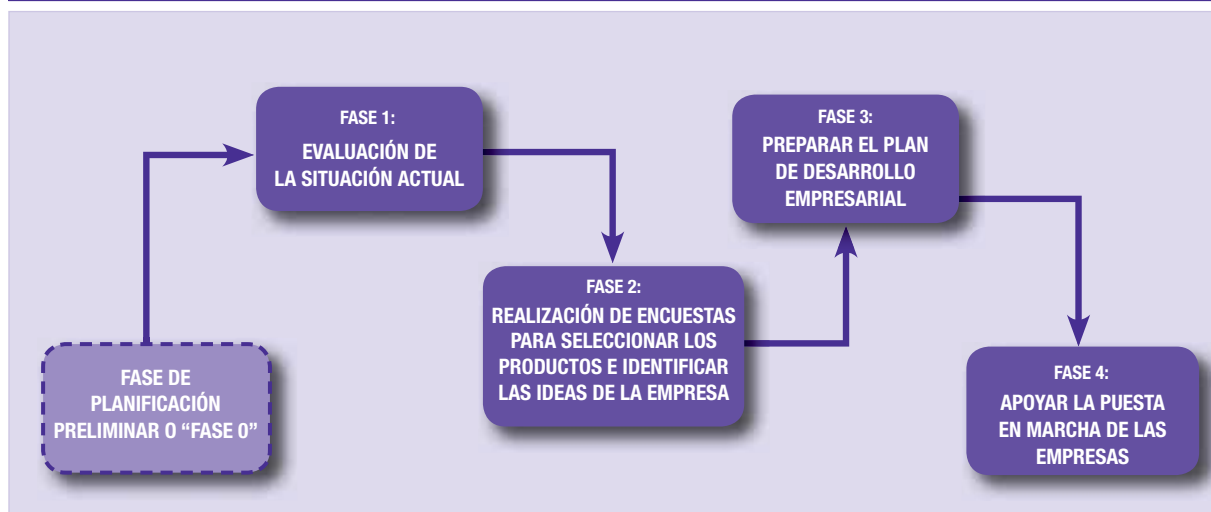 FASE DE
PLANIFICACIÓN
PRELIMINAR O “FASE 0”
FASE 1:
EVALUACIÓN DE
LA SITUACIÓN ACTUAL
FASE 2:
REALIZACIÓN DE ENCUESTAS
PARA SELECCIONAR LOS
PRODUCTOS E IDENTIFICAR
LAS IDEAS DE LA EMPRESA
FASE 3:
PREPARAR EL PLAN
DE DESARROLLO
EMPRESARIAL
FASE 4:
APOYAR LA PUESTA
EN MARCHA DE LAS
EMPRESAS